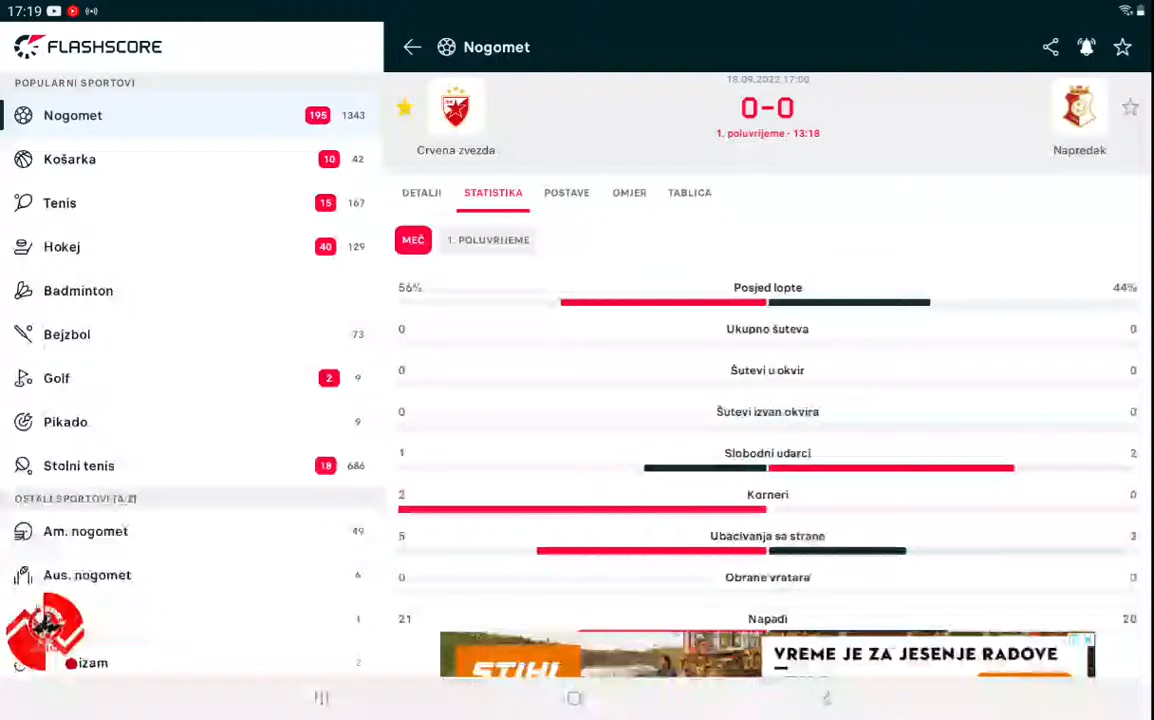 17:19
FLASHSCORE
POPULARNI SPORTOVI
Nogomet 195 1343
Košarka 10 42
Tenis 15 167
Hokej 40 129
Badminton
Bejzbol 73
Golf 2 9
Pikado 9
Stolni tenis 18 686
OSTALI SPORTOVI (A-Z)
Am. nogomet 49
Aus. nogomet 6
1
izam 2
Nogomet
18.09.2022 17:00
0-0
1. poluvrijeme - 13:18
Crvena zvezda
Napredak
DETALJI STATISTIKA POSTAVE OMJER TABLICA
MEČ 1. POLUVRIJEME
56% Posjed lopte 44%
0 Ukupno šuteva 0
0 Šutevi u okvir 0
0 Šutevi izvan okvira 0
1 Slobodni udarci 2
2 Korneri 0
5 Ubacivanja sa strane 3
0 Obrane vratara 0
21 Napadi 20
STIHL
VREME JE ZA JESENJE RADOVE